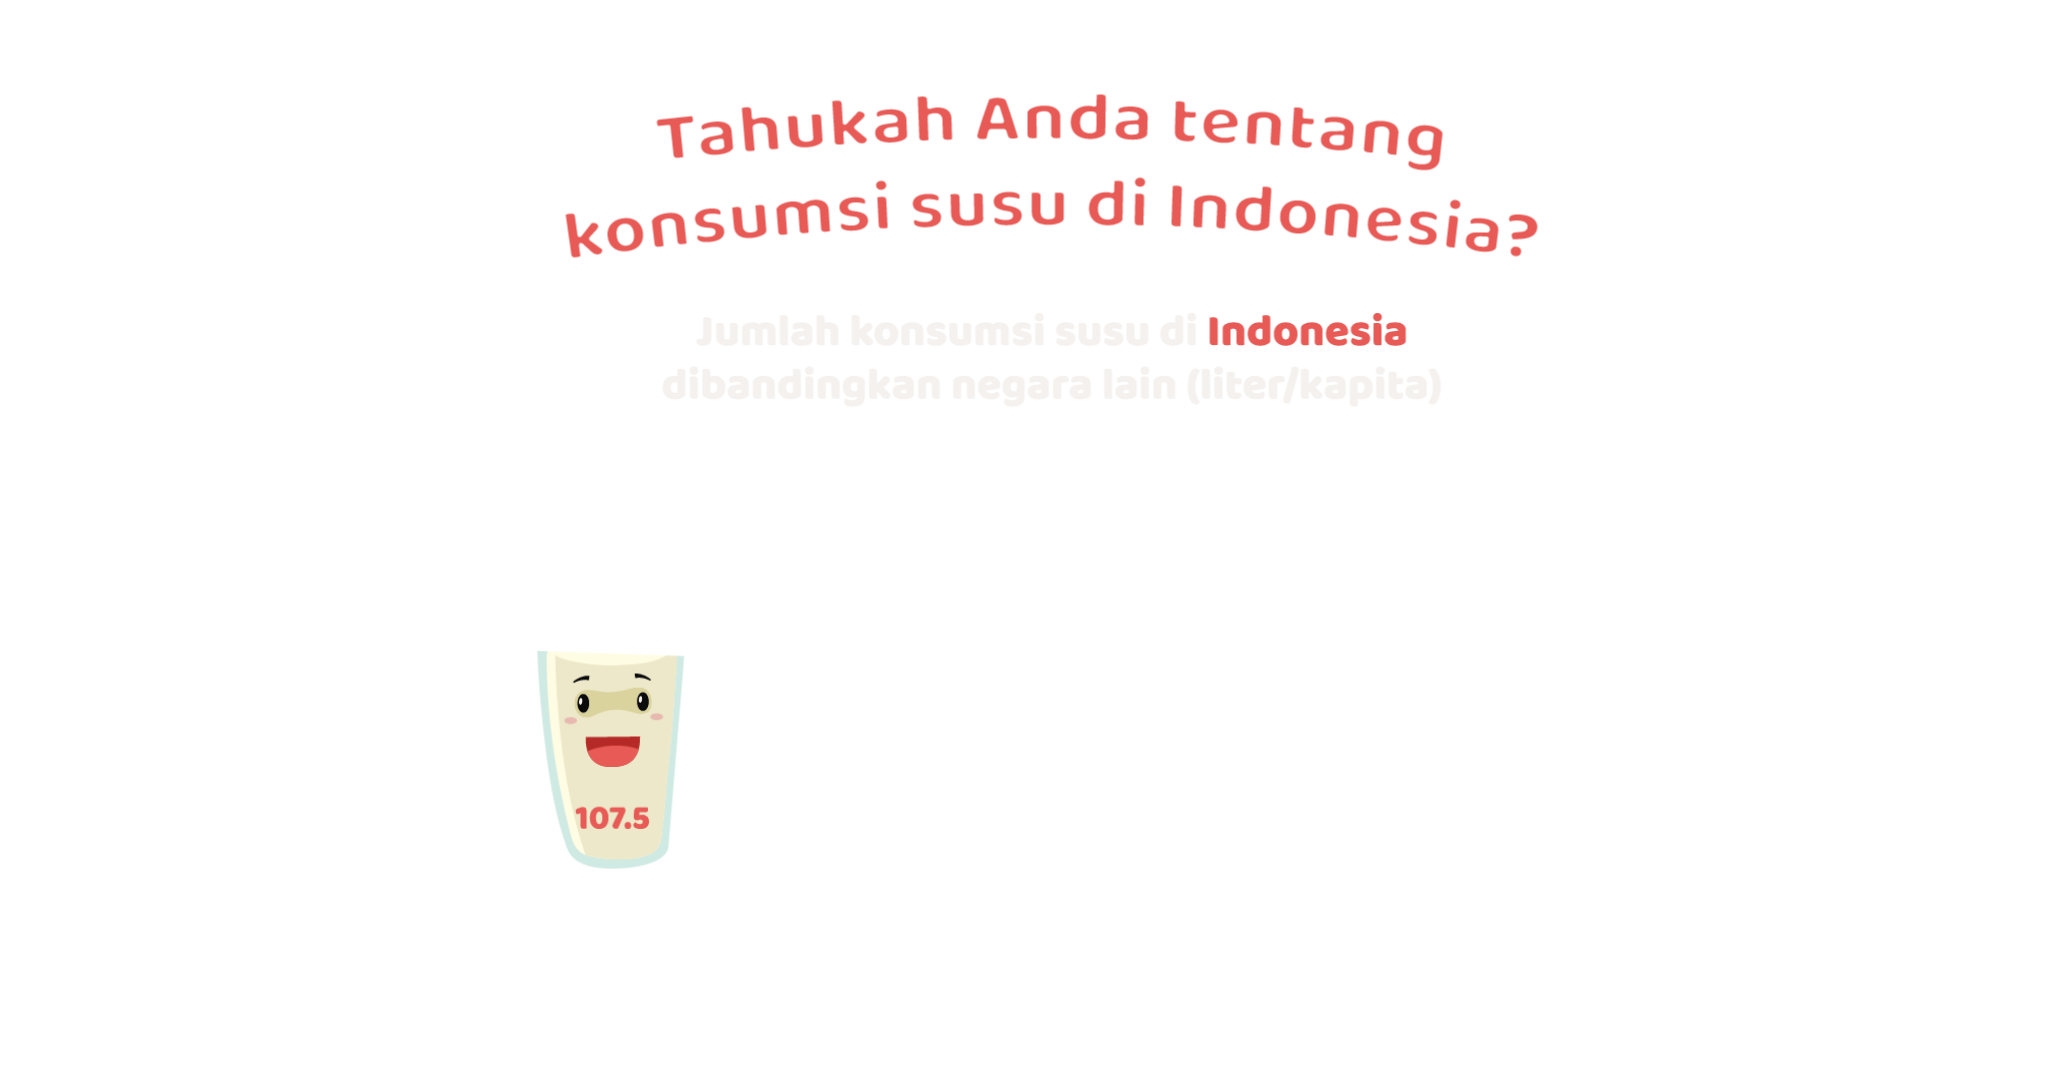 Tahukah Anda tentang
konsumsi susu di Indonesia?
Jumlah konsumsi susu di Indonesia
dibandingkan negara lain (liter/kapita)
107.5